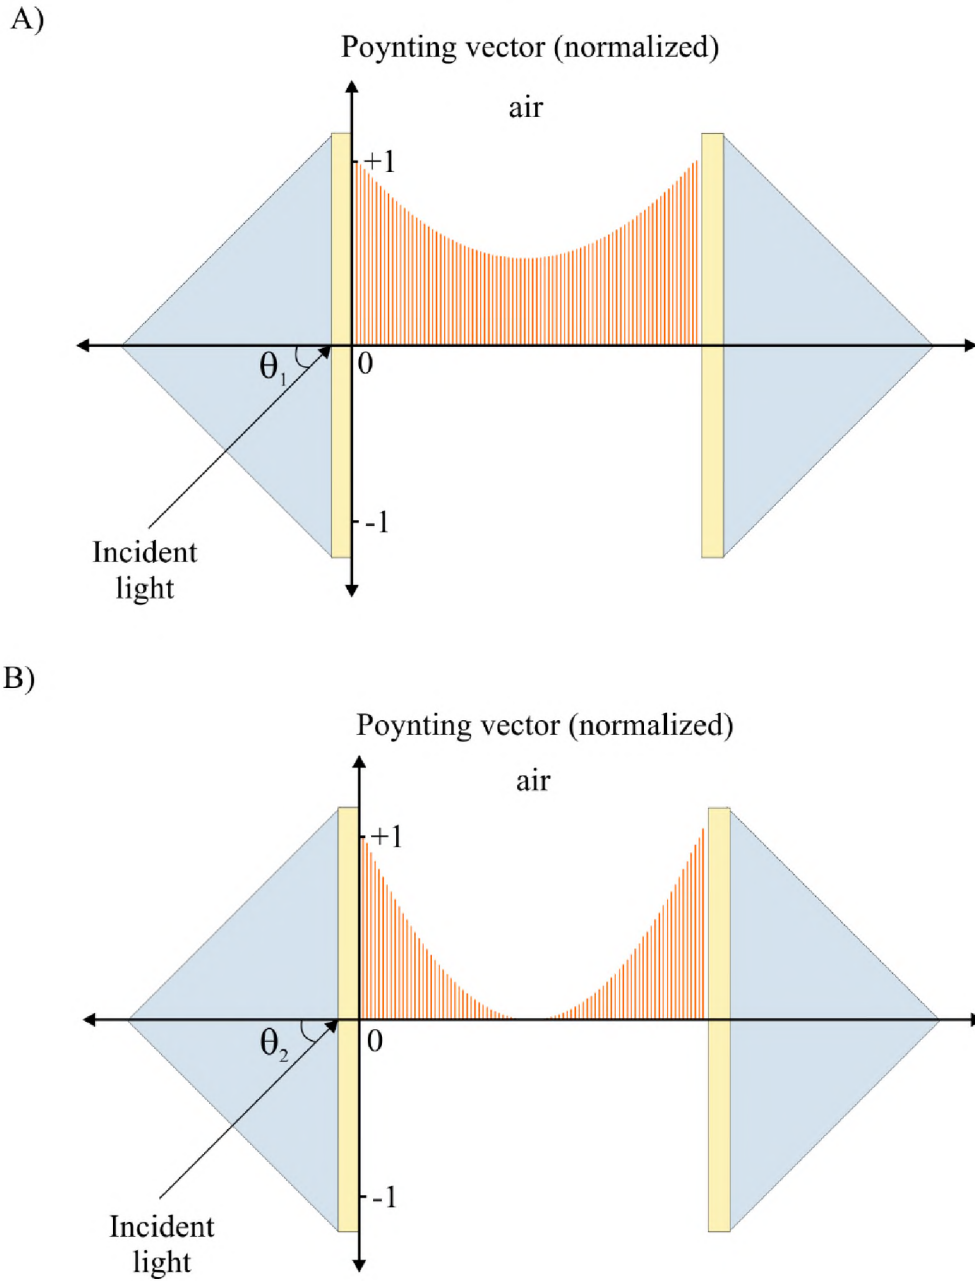 A)
Poynting vector (normalized)
air
+1
θ₁
0
-1
Incident
light
B)
Poynting vector (normalized)
air
+1
θ₂
0
-1
Incident
light